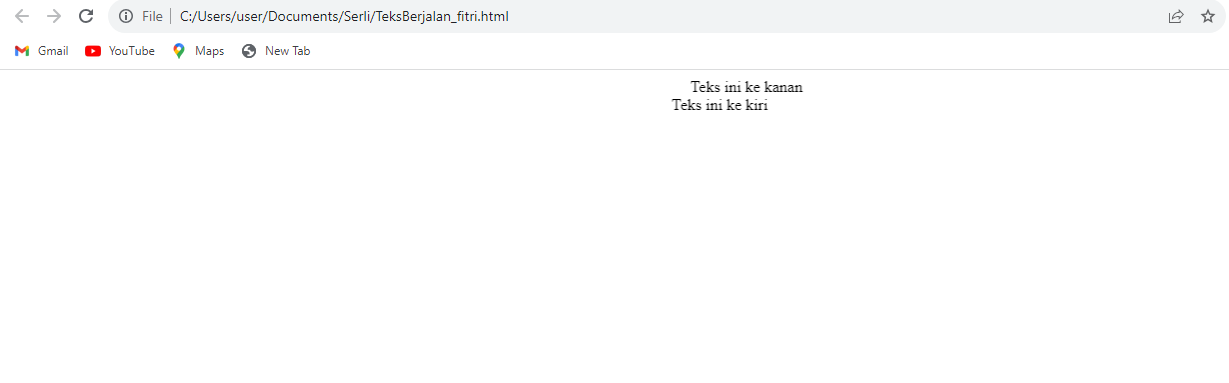 File C:/Users/user/Documents/Serli/TeksBerjalan_fitri.html
Gmail YouTube Maps New Tab
Teks ini ke kanan
Teks ini ke kiri